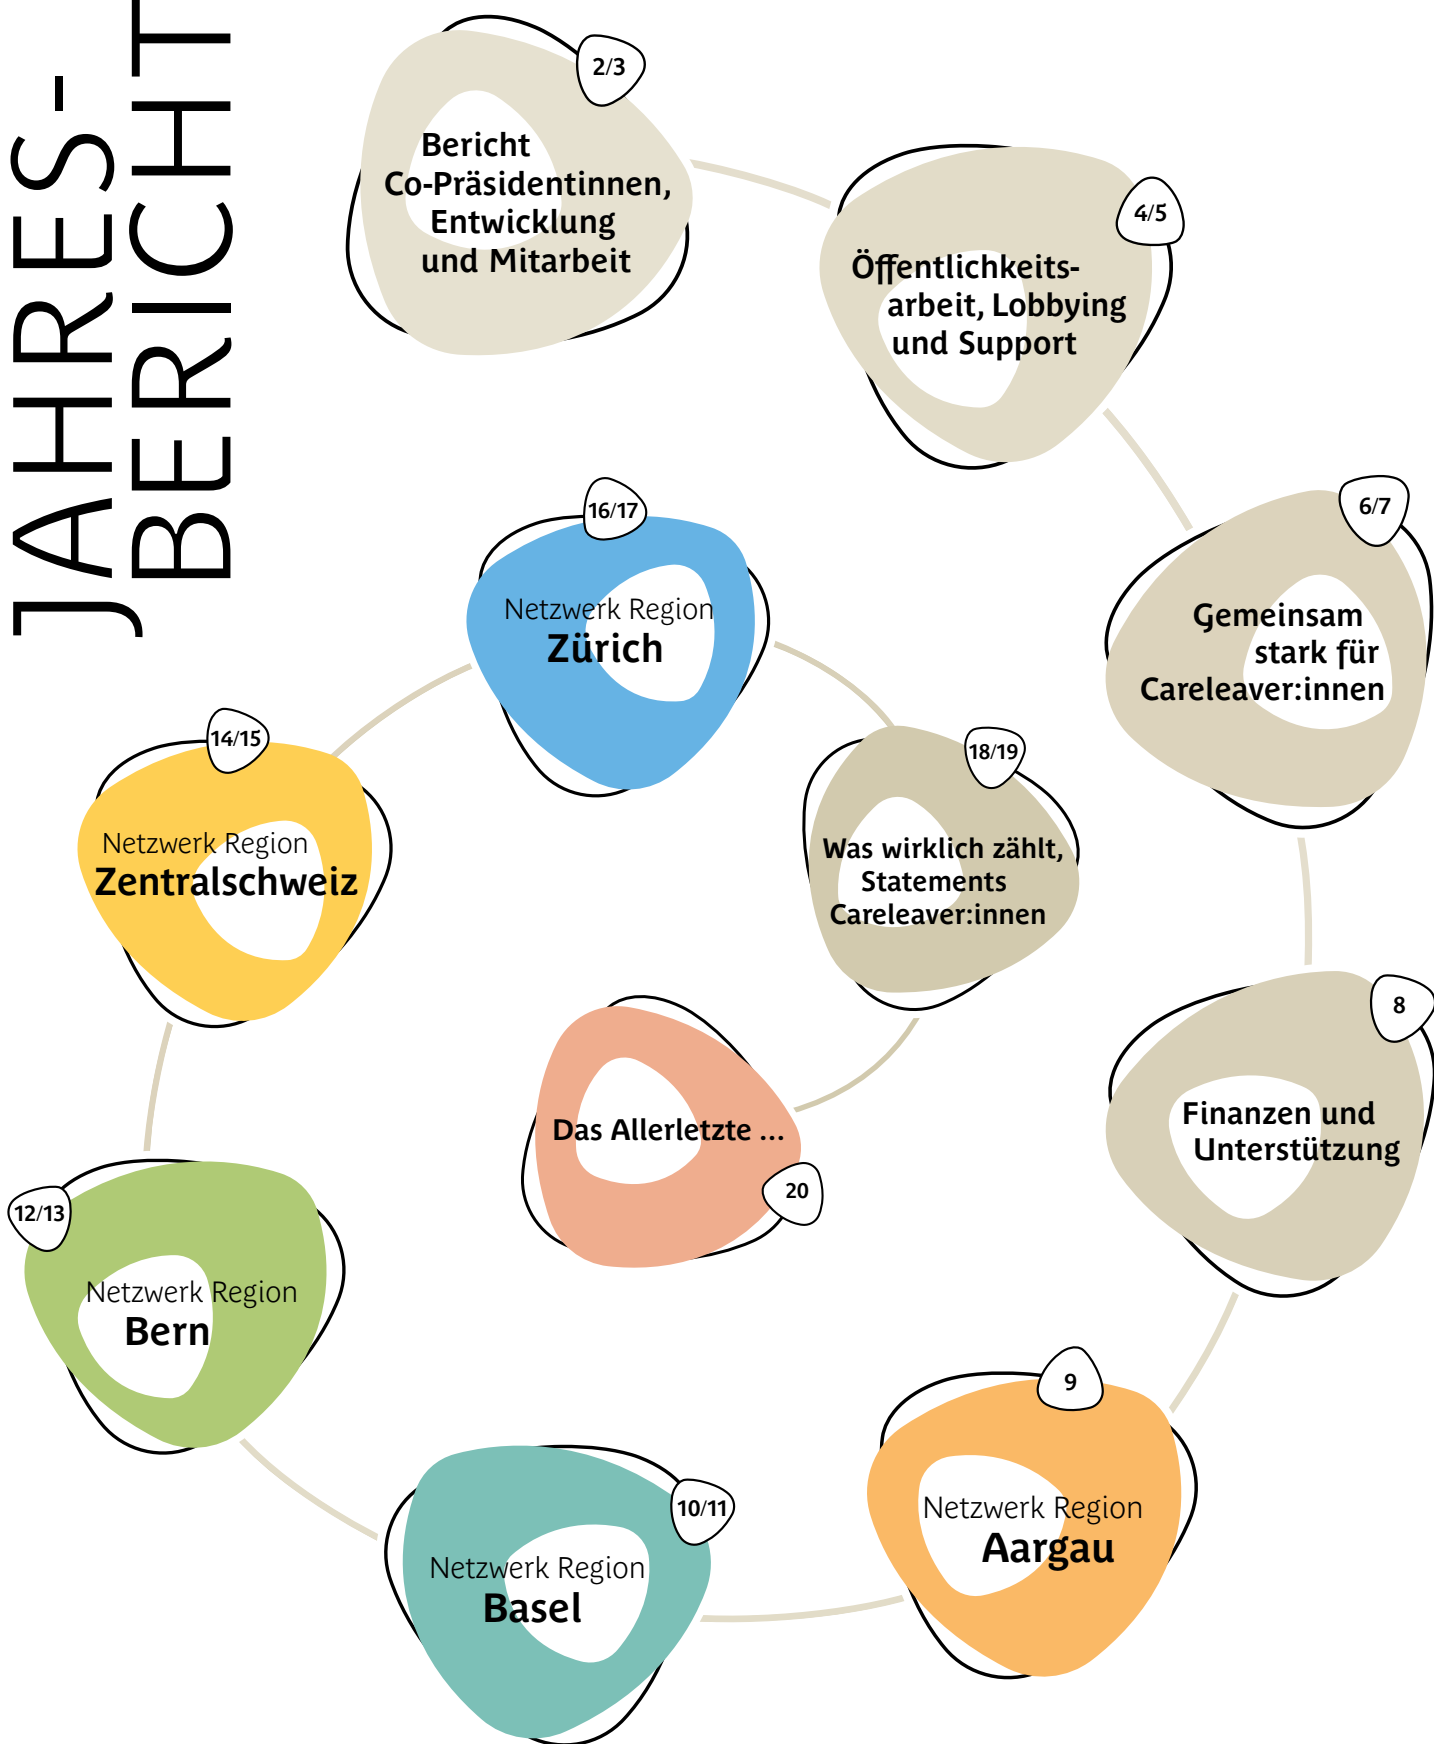 JAHRES-
BERICHT
2/3
Bericht
Co-Präsidentinnen,
Entwicklung
und Mitarbeit
4/5
Öffentlichkeits-
arbeit, Lobbying
und Support
6/7
Gemeinsam
stark für
Careleaver:innen
8
Finanzen und
Unterstützung
9
Netzwerk Region
Aargau
10/11
Netzwerk Region
Basel
12/13
Netzwerk Region
Bern
14/15
Netzwerk Region
Zentralschweiz
16/17
Netzwerk Region
Zürich
18/19
Was wirklich zählt,
Statements
Careleaver:innen
Das Allerletzte ...
20